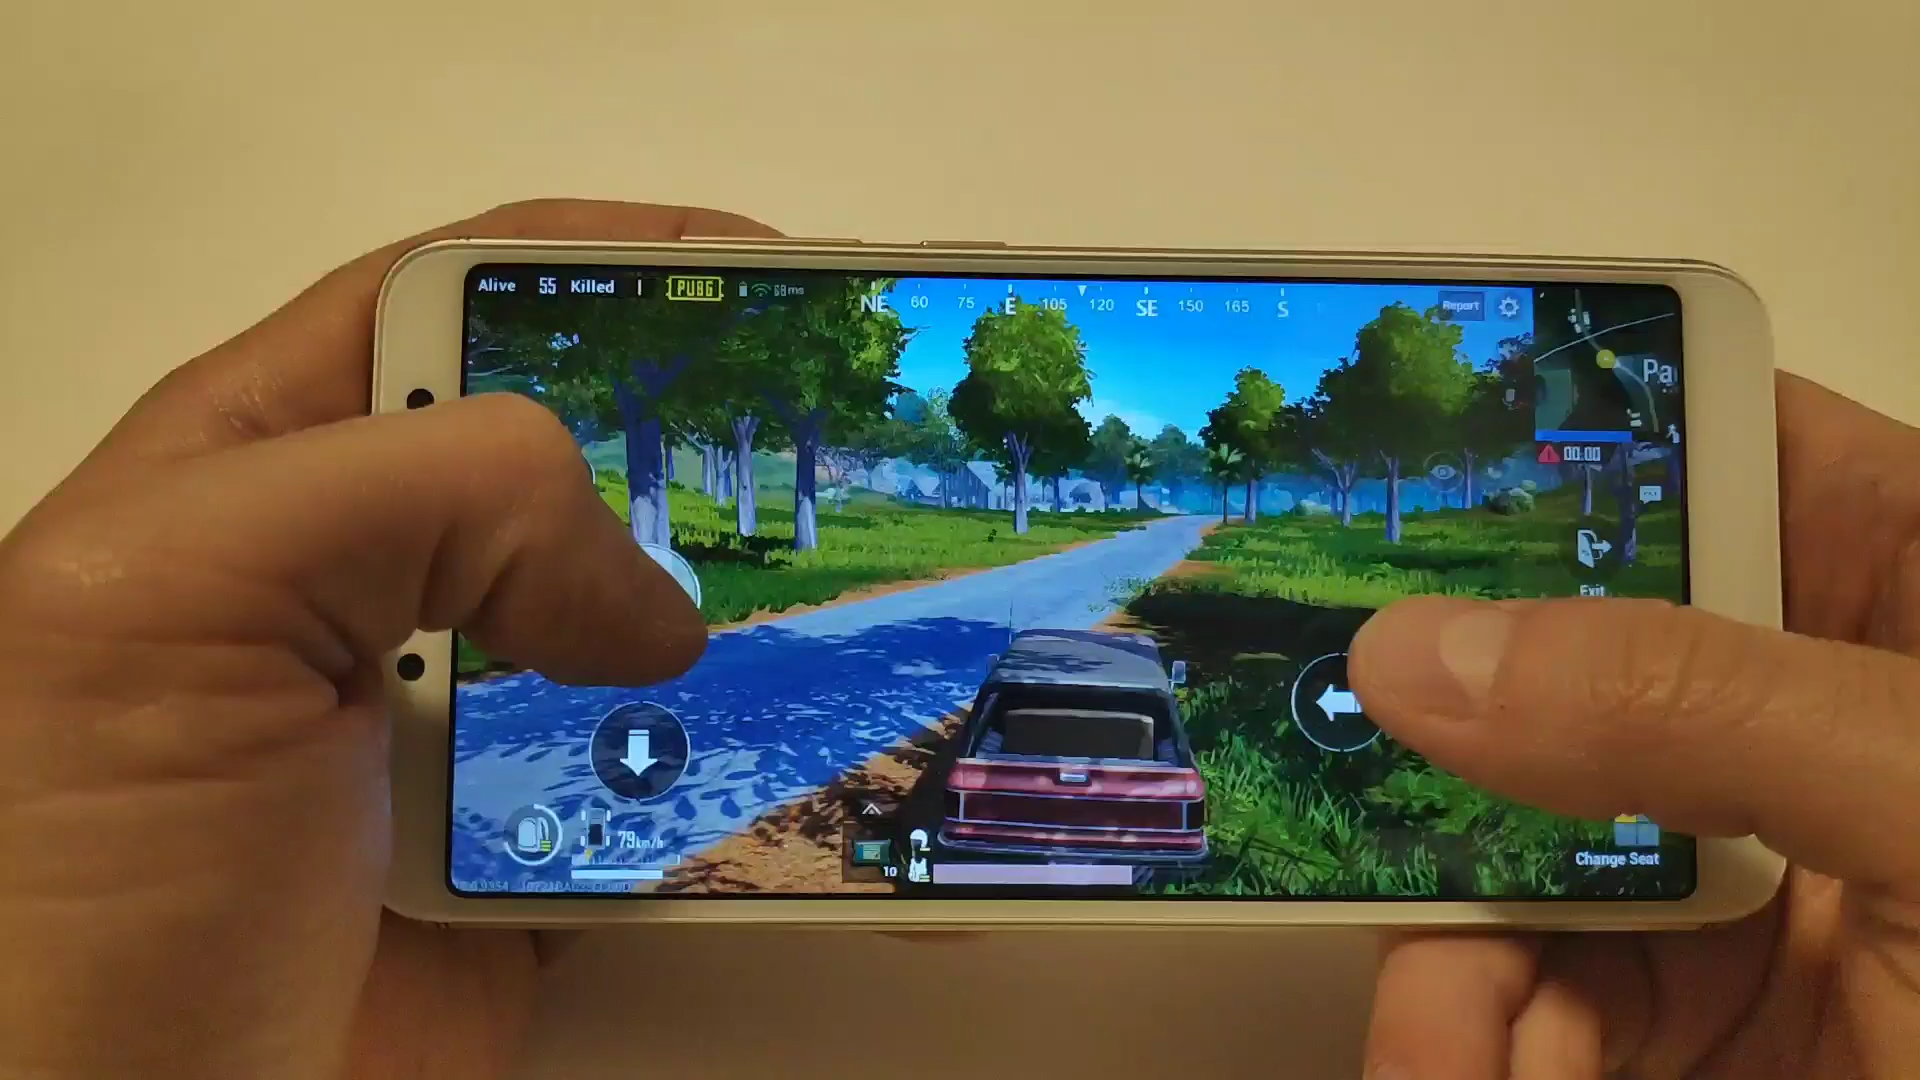 Alive 55 Killed 1 PUBG 68ms
NE 60 75 E 105 120 SE 150 165 S
Report
Pa
00:00
Exit
79km/h
10
Change Seat